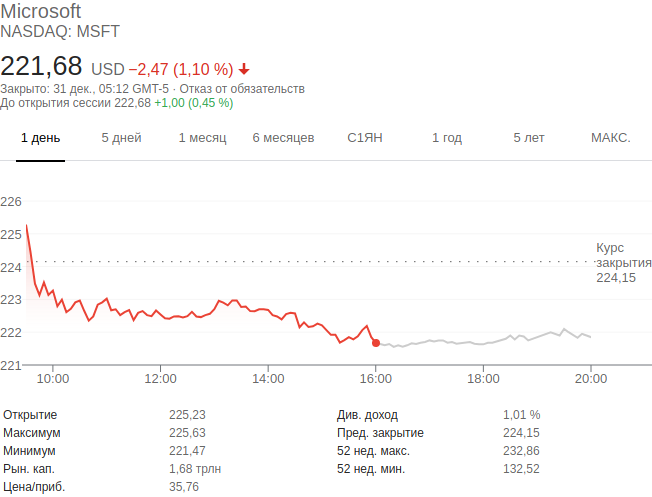 Microsoft
NASDAQ: MSFT
221,68 USD −2,47 (1,10 %)
Закрыто: 31 дек., 05:12 GMT-5 · Отказ от обязательств
До открытия сессии 222,68 +1,00 (0,45 %)
1 день 5 дней 1 месяц 6 месяцев С1ЯН 1 год 5 лет МАКС.
226
225
Курс
закрытия
224
224,15
223
222
221
10:00 12:00 14:00 16:00 18:00 20:00
Открытие 225,23 Див. доход 1,01 %
Максимум 225,63 Пред. закрытие 224,15
Минимум 221,47 52 нед. макс. 232,86
Рын. кап. 1,68 трлн 52 нед. мин. 132,52
Цена/приб. 35,76